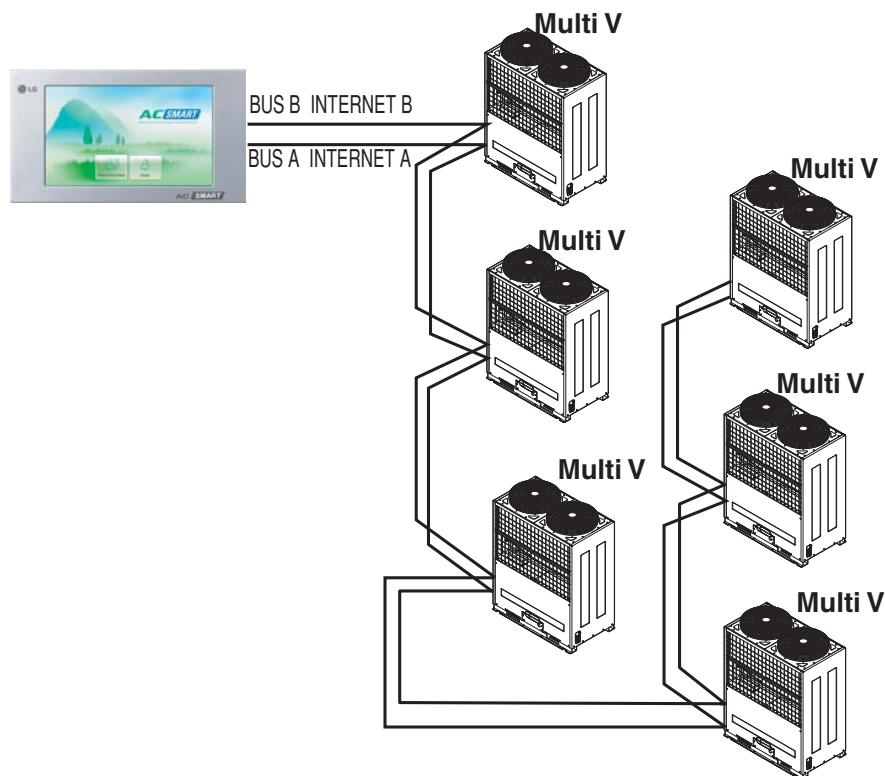 Multi V
LG
AC SMART
BUS B INTERNET B
BUS A INTERNET A
AC SMART
Multi V
Multi V
Multi V
Multi V
Multi V